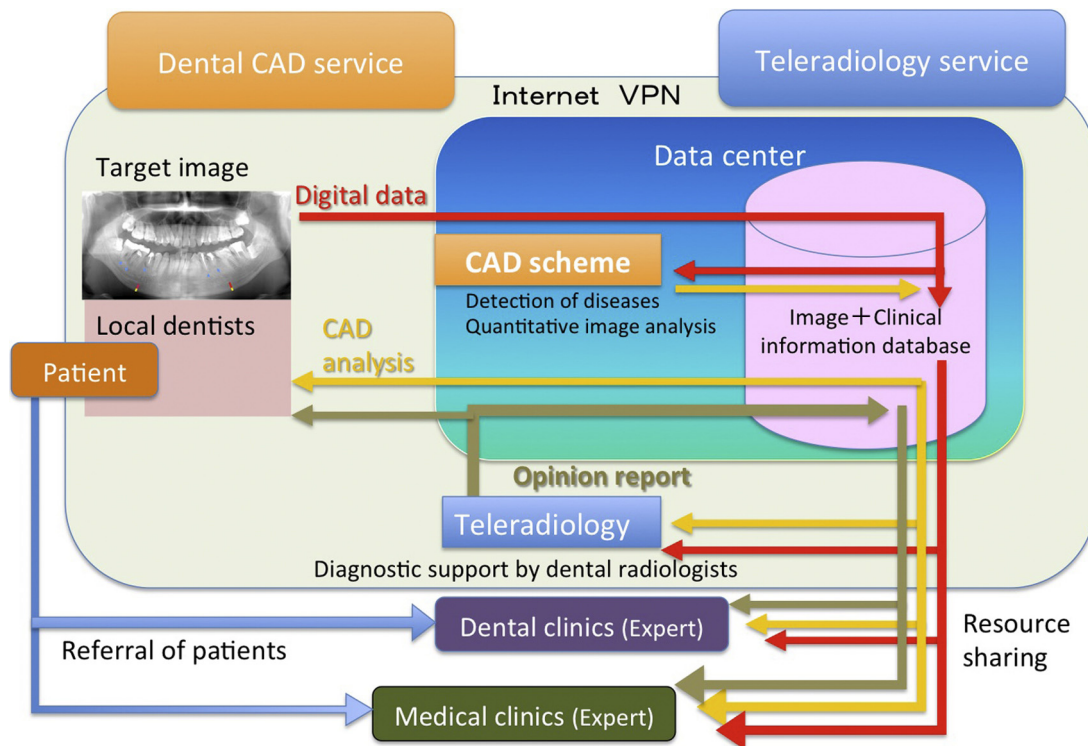 Dental CAD service
Teleradiology service
Internet VPN
Data center
Target image
Digital data
CAD scheme
Detection of diseases
Quantitative image analysis
Image+Clinical
information database
Local dentists
CAD
analysis
Patient
Opinion report
Teleradiology
Diagnostic support by dental radiologists
Dental clinics (Expert)
Referral of patients
Resource
sharing
Medical clinics (Expert)